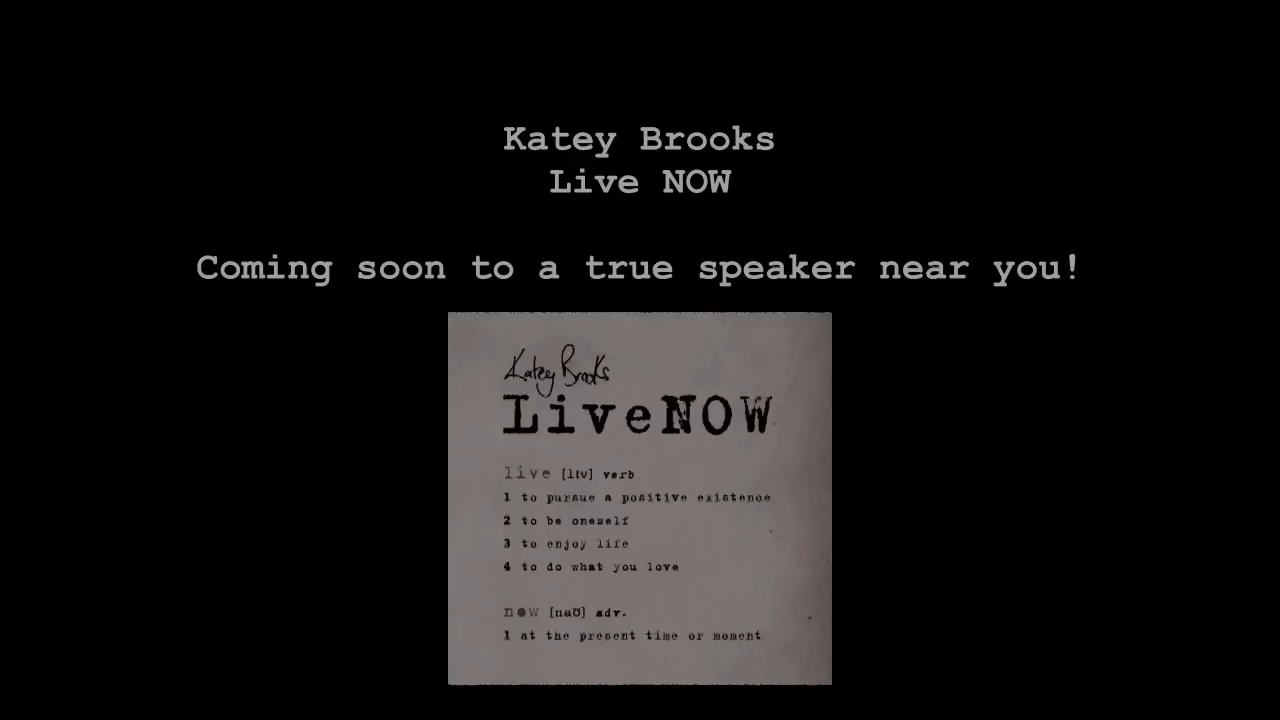 Katey Brooks
Live NOW
Coming soon to a true speaker near you!
Katey Brooks
LiveNOW
live [lɪv] verb
1 to pursue a positive existence
2 to be oneself
3 to enjoy life
4 to do what you love
now [naʊ] adv.
1 at the present time or moment